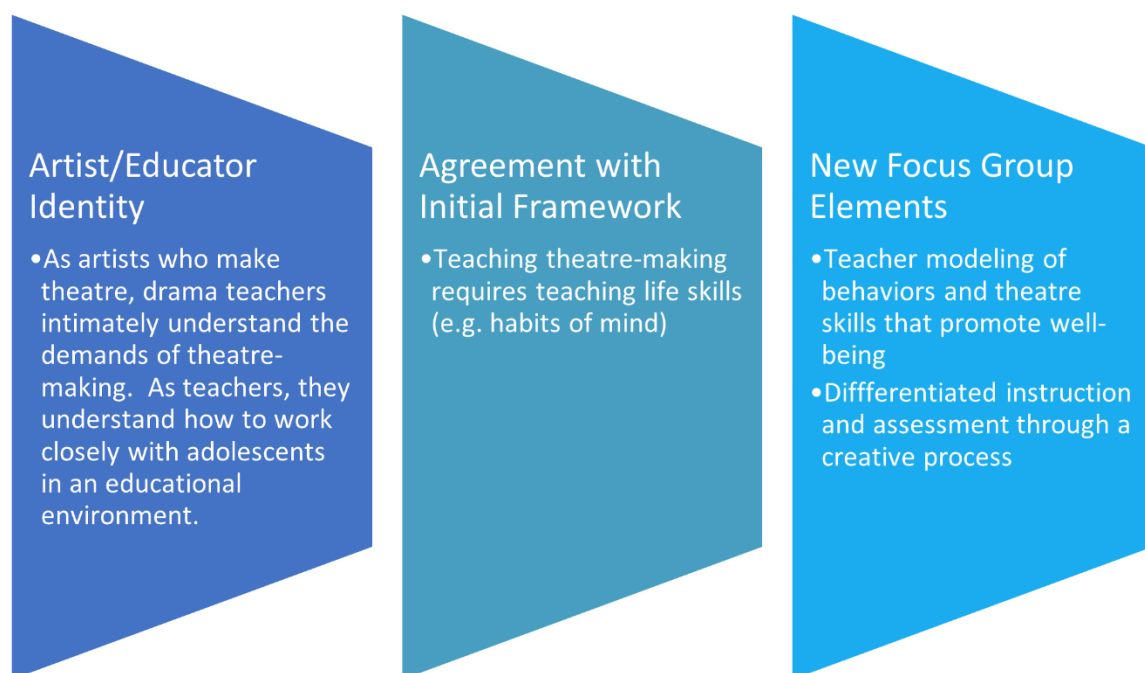 Artist/Educator
Identity
•As artists who make
theatre, drama teachers
intimately understand the
demands of theatre-
making.  As teachers, they
understand how to work
closely with adolescents
in an educational
environment.
Agreement with
Initial Framework
•Teaching theatre-making
requires teaching life skills
(e.g. habits of mind)
New Focus Group
Elements
•Teacher modeling of
behaviors and theatre
skills that promote well-
being
•Diffferentiated instruction
and assessment through a
creative process